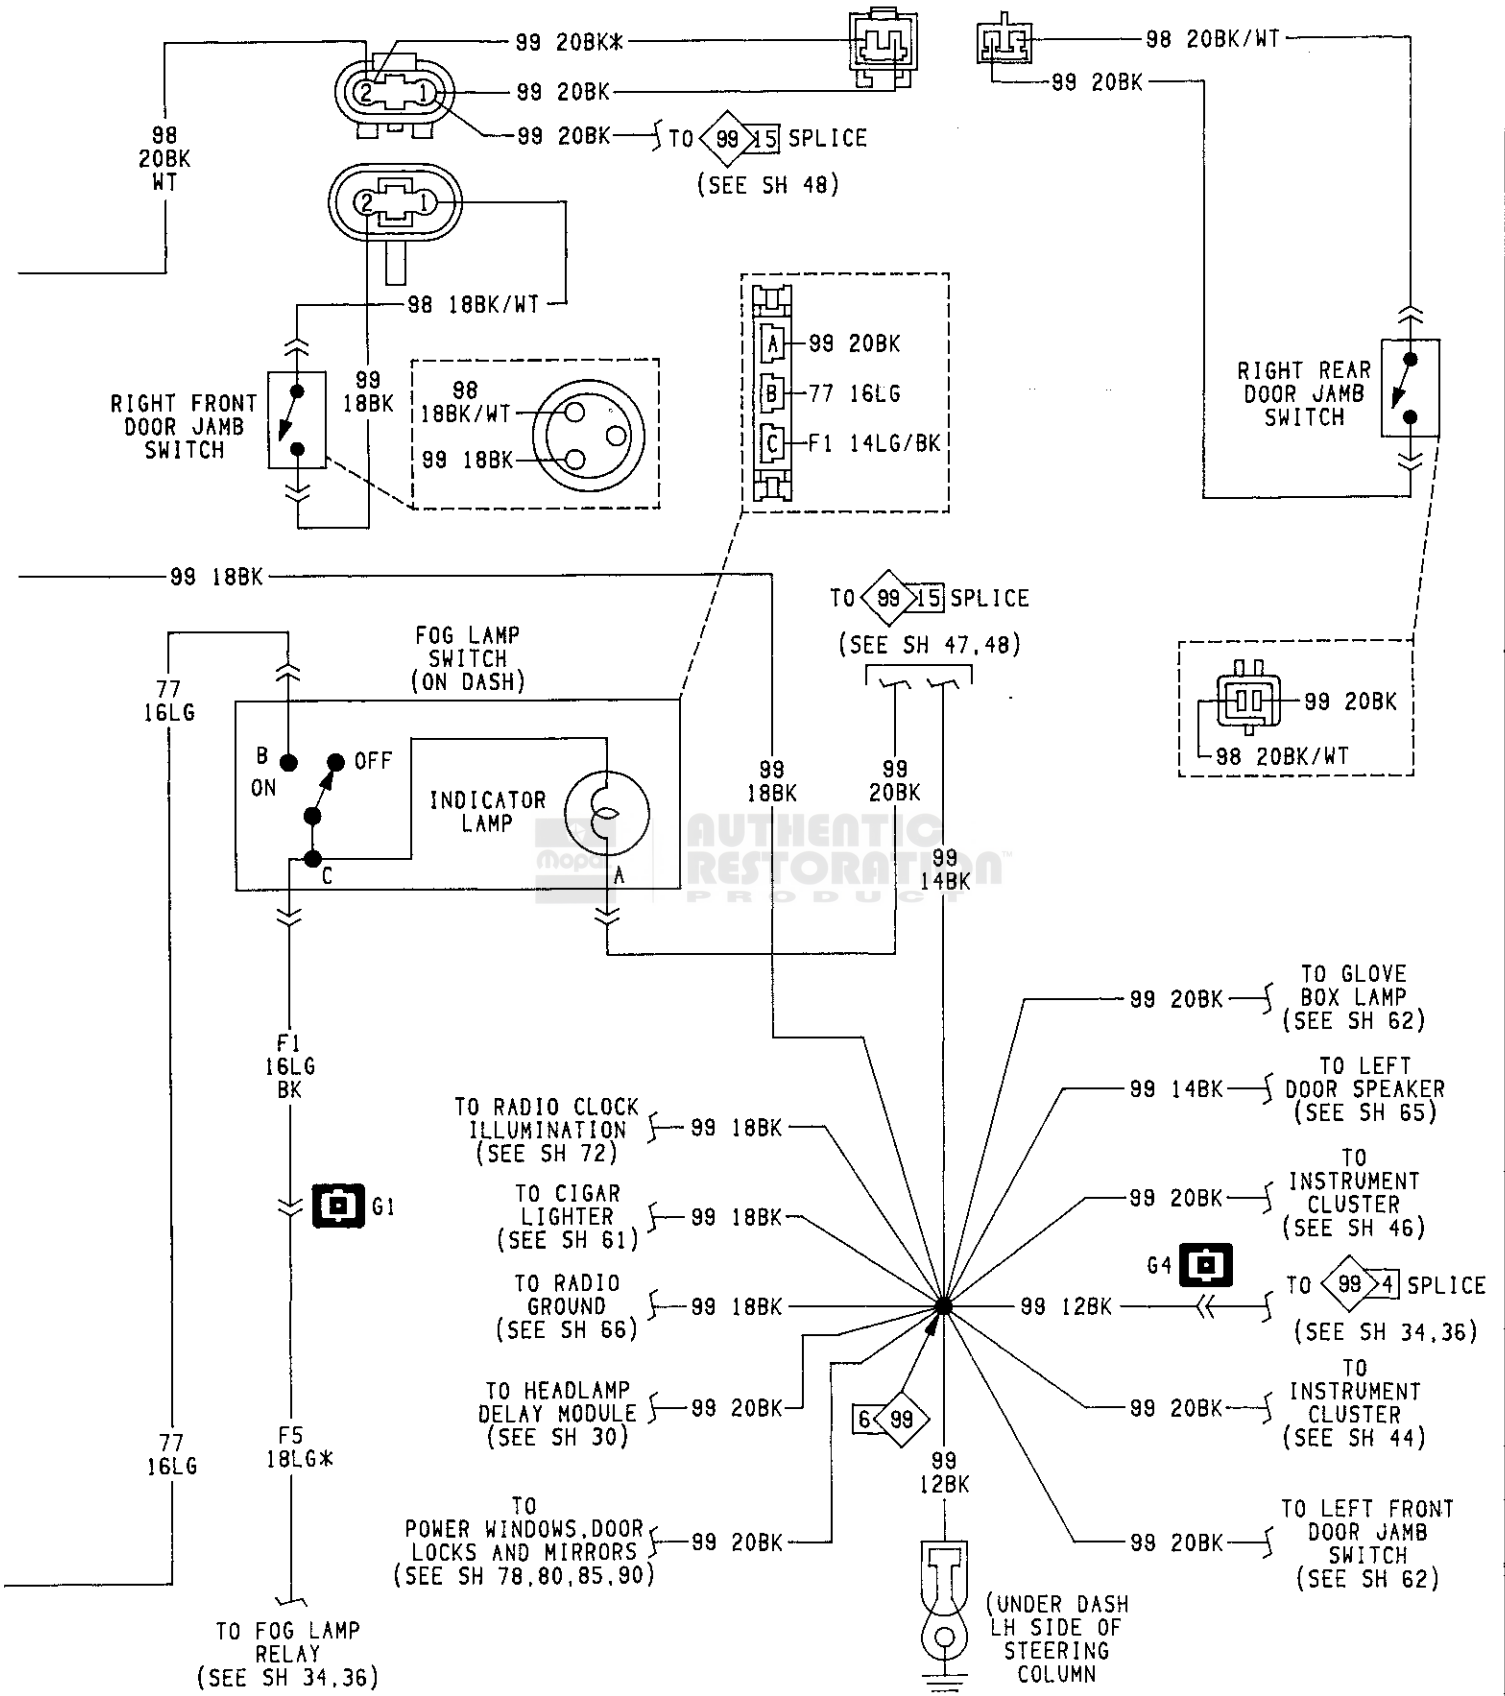 99 20BK*
98 20BK/WT
99 20BK
2 1
99 20BK
98
20BK
WT
99 20BK
TO 99 15 SPLICE
(SEE SH 48)
2 1
98 18BK/WT
A 99 20BK
B 77 16LG
C F1 14LG/BK
RIGHT FRONT
DOOR JAMB
SWITCH
99
18BK
98
18BK/WT
99 18BK
RIGHT REAR
DOOR JAMB
SWITCH
99 18BK
TO 99 15 SPLICE
(SEE SH 47,48)
FOG LAMP
SWITCH
(ON DASH)
77
16LG
99 20BK
98 20BK/WT
B
ON
OFF
INDICATOR
LAMP
C
A
99
18BK
99
20BK
99
14BK
Mopar
AUTHENTIC
RESTORATION™
PRODUCT
TO GLOVE
BOX LAMP
(SEE SH 62)
99 20BK
F1
16LG
BK
TO LEFT
DOOR SPEAKER
(SEE SH 65)
99 14BK
TO RADIO CLOCK
ILLUMINATION
(SEE SH 72)
99 18BK
TO
INSTRUMENT
CLUSTER
(SEE SH 46)
99 20BK
G1
TO CIGAR
LIGHTER
(SEE SH 61)
99 18BK
G4
TO RADIO
GROUND
(SEE SH 66)
99 18BK
99 12BK
TO 99 4 SPLICE
(SEE SH 34,36)
TO HEADLAMP
DELAY MODULE
(SEE SH 30)
99 20BK
6 99
TO
INSTRUMENT
CLUSTER
(SEE SH 44)
99 20BK
77
16LG
F5
18LG*
99
12BK
TO
POWER WINDOWS,DOOR
LOCKS AND MIRRORS
(SEE SH 78,80,85,90)
99 20BK
99 20BK
TO LEFT FRONT
DOOR JAMB
SWITCH
(SEE SH 62)
(UNDER DASH
LH SIDE OF
STEERING
COLUMN
TO FOG LAMP
RELAY
(SEE SH 34,36)